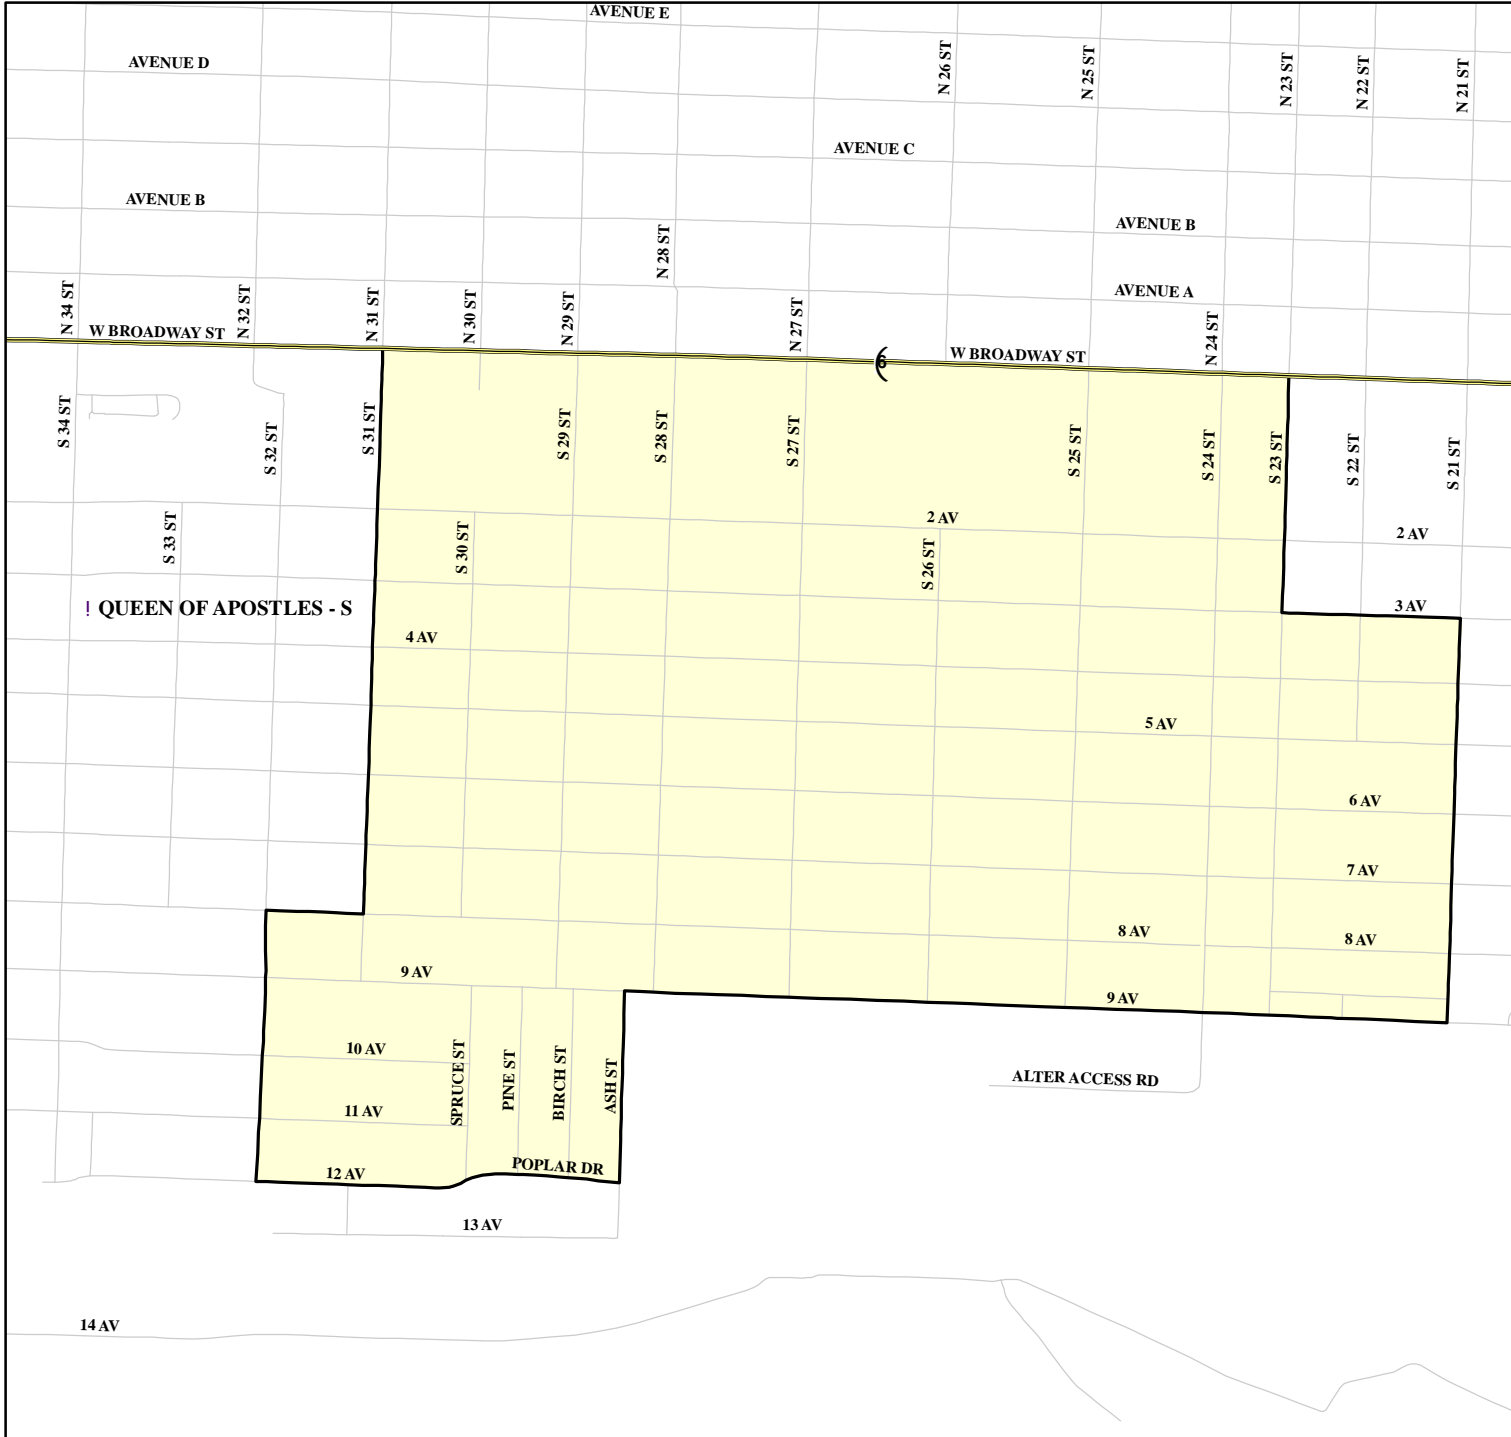 AVENUE E
AVENUE D
N 26 ST
N 25 ST
N 23 ST
N 22 ST
N 21 ST
AVENUE C
AVENUE B
AVENUE B
N 28 ST
AVENUE A
N 34 ST
N 32 ST
N 31 ST
N 30 ST
N 29 ST
N 27 ST
N 24 ST
W BROADWAY ST
W BROADWAY ST
6
S 34 ST
S 32 ST
S 31 ST
S 29 ST
S 28 ST
S 27 ST
S 25 ST
S 24 ST
S 23 ST
S 22 ST
S 21 ST
2 AV
2 AV
S 33 ST
S 30 ST
S 26 ST
! QUEEN OF APOSTLES - S
3 AV
4 AV
5 AV
6 AV
7 AV
8 AV
8 AV
9 AV
9 AV
10 AV
SPRUCE ST
PINE ST
BIRCH ST
ASH ST
ALTER ACCESS RD
11 AV
12 AV
POPLAR DR
13 AV
14 AV